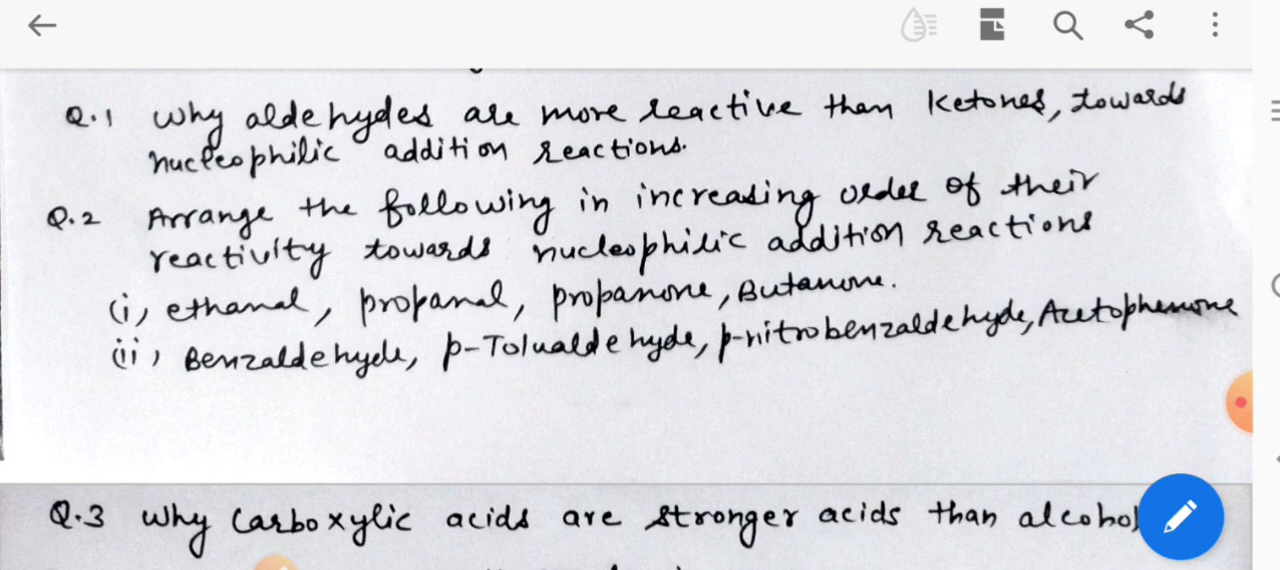 Q.1 Why aldehydes are more reactive than Ketones, towards
nucleophilic addition reactions.
Q.2 Arrange the following in increasing order of their
reactivity towards nucleophilic addition reactions
(i) ethanal, propanal, propanone, Butanone.
(ii) Benzaldehyde, p-Tolualdehyde, p-nitrobenzaldehyde, Acetophenone
Q.3 Why Carboxylic acids are stronger acids than alcohol